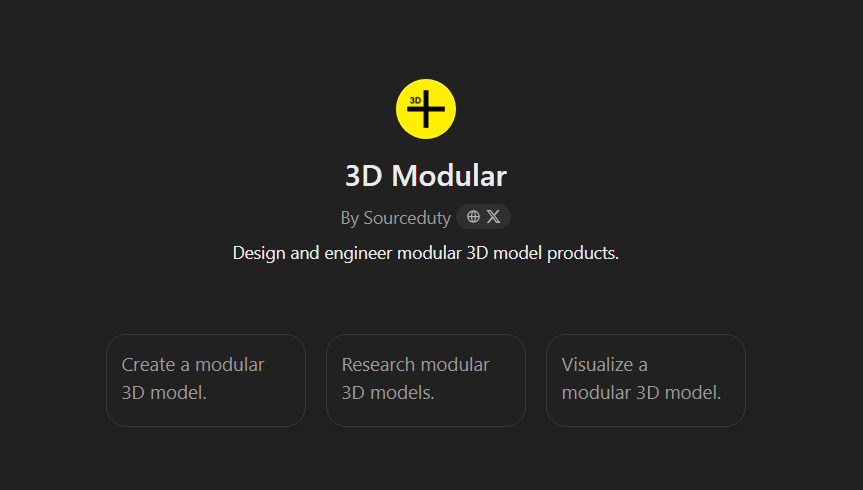 3D
3D Modular
By Sourceduty
Design and engineer modular 3D model products.
Create a modular
3D model.
Research modular
3D models.
Visualize a
modular 3D model.